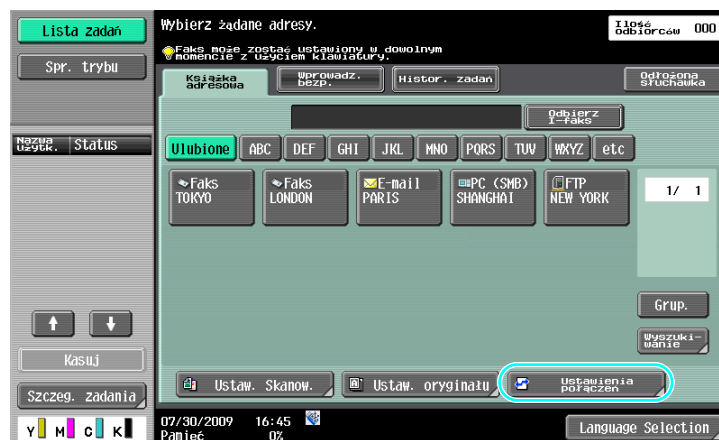 Lista zadań
Spr. trybu
Nazwa użytk.
Status
Kasuj
Szczeg. zadania
Y M C K
Wybierz żądane adresy.
Faks może zostać ustawiony w dowolnym
momencie z użyciem klawiatury.
Ilość
odbiorców 000
Książka
adresowa
Wprowadz.
bezp.
Histor. zadań
Odłożona
słuchawka
Odbierz
I-faks
Ulubione ABC DEF GHI JKL MNO PQRS TUV WXYZ etc
Faks
TOKYO
Faks
LONDON
E-mail
PARIS
PC (SMB)
SHANGHAI
FTP
NEW YORK
1/ 1
Grup.
Wyszuki-
wanie
Ustaw. Skanow.
Ustaw. oryginału
Ustawienia
połączeń
07/30/2009 16:45
Pamięć 0%
Language Selection